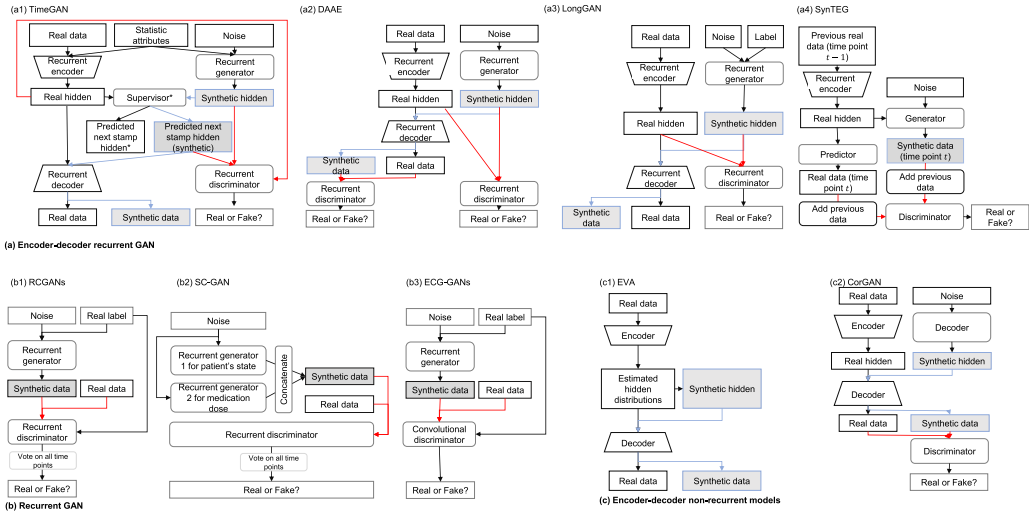 (a1) TimeGAN
Real data
Statistic
attributes
Noise
Recurrent
encoder
Recurrent
generator
Real hidden
Supervisor*
Synthetic hidden
Predicted
next stamp
hidden*
Predicted next
stamp hidden
(synthetic)
Recurrent
decoder
Recurrent
discriminator
Real data
Synthetic data
Real or Fake?
(a2) DAAE
Real data
Noise
Recurrent
encoder
Recurrent
generator
Real hidden
Synthetic hidden
Recurrent
decoder
Synthetic
data
Real data
Recurrent
discriminator
Recurrent
discriminator
Real or Fake?
Real or Fake?
(a3) LongGAN
Real data
Noise
Label
Recurrent
encoder
Recurrent
generator
Real hidden
Synthetic hidden
Recurrent
decoder
Recurrent
discriminator
Synthetic
data
Real data
Real or Fake?
(a4) SynTEG
Previous real
data (time point
t − 1)
Recurrent
encoder
Noise
Real hidden
Generator
Predictor
Synthetic data
(time point t)
Real data (time
point t)
Add previous
data
Add previous
data
Discriminator
Real or
Fake?
(a) Encoder-decoder recurrent GAN
(b1) RCGANs
Noise
Real label
Recurrent
generator
Synthetic data
Real data
Recurrent
discriminator
Vote on all time
points
Real or Fake?
(b) Recurrent GAN
(b2) SC-GAN
Noise
Recurrent generator
1 for patient's state
Recurrent generator
2 for medication
dose
Concatenate
Synthetic data
Real data
Recurrent discriminator
Vote on all time
points
Real or Fake?
(b3) ECG-GANs
Noise
Real label
Recurrent
generator
Synthetic data
Real data
Convolutional
discriminator
Real or Fake?
(c1) EVA
Real data
Encoder
Estimated
hidden
distributions
Synthetic hidden
Decoder
Real data
Synthetic data
(c2) CorGAN
Real data
Noise
Encoder
Decoder
Real hidden
Synthetic hidden
Decoder
Real data
Synthetic data
Discriminator
Real or Fake?
(c) Encoder-decoder non-recurrent models